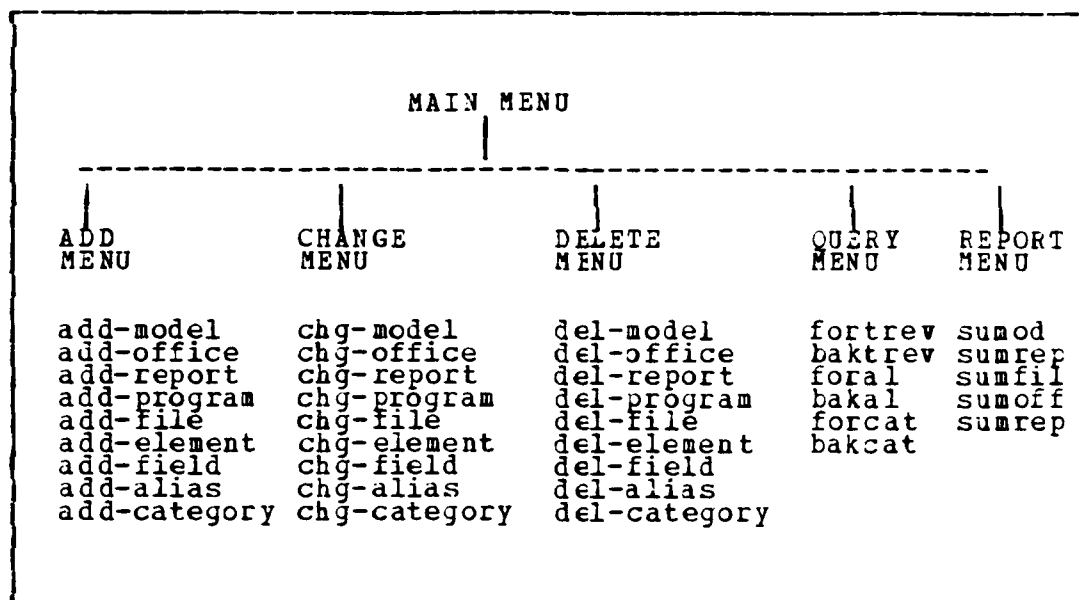 MAIN MENU
ADD CHANGE DELETE QUERY REPORT
MENU MENU MENU MENU MENU
add-model chg-model del-model fortrev sumod
add-office chg-office del-office baktrev sumrep
add-report chg-report del-report foral sumfil
add-program chg-program del-program bakal sumoff
add-file chg-file del-file forcat sumrep
add-element chg-element del-element bakcat
add-field chg-field del-field
add-alias chg-alias del-alias
add-category chg-category del-category